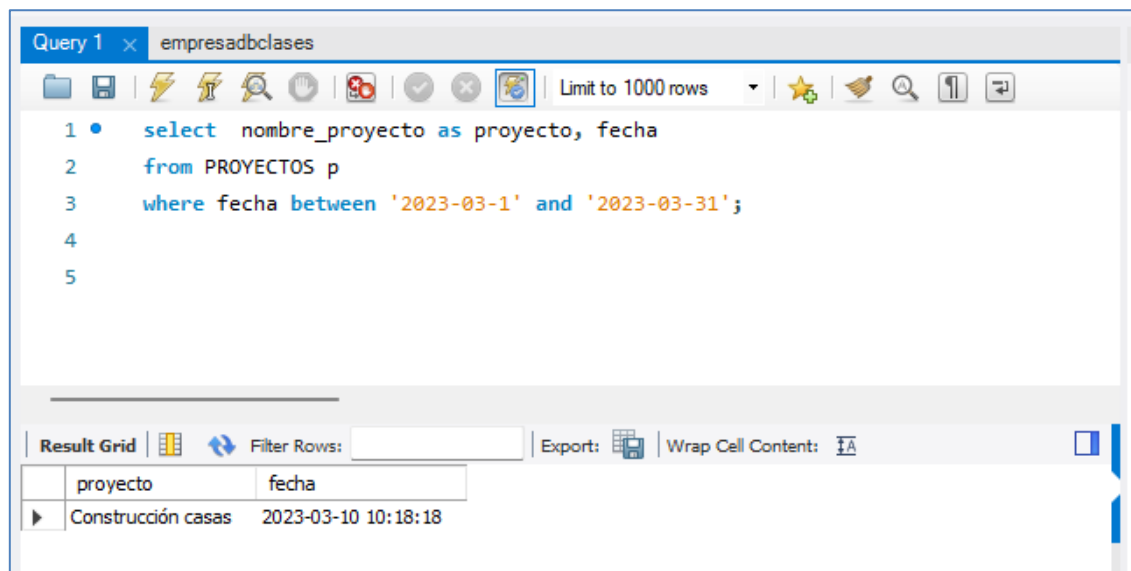 Query 1 × empresadbclases
Limit to 1000 rows
1 select  nombre_proyecto as proyecto, fecha
2 from PROYECTOS p
3 where fecha between '2023-03-1' and '2023-03-31';
4
5
Result Grid Filter Rows: Export: Wrap Cell Content: IA
proyecto fecha
Construcción casas 2023-03-10 10:18:18